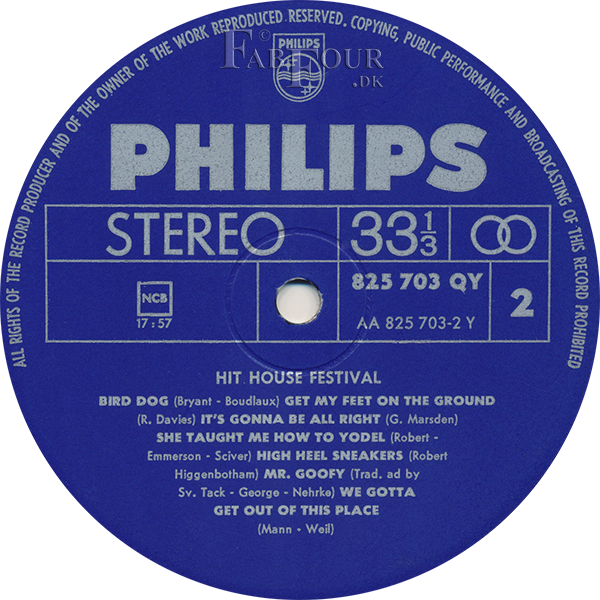 ALL RIGHTS OF THE RECORD PRODUCER AND OF THE OWNER OF THE WORK REPRODUCED RESERVED. COPYING, PUBLIC PERFORMANCE AND BROADCASTING OF THIS RECORD PROHIBITED
© FabFour.dk
PHILIPS
PHILIPS
STEREO
33 1/3
NCB
17:57
825 703 QY
AA 825 703-2 Y
2
HIT HOUSE FESTIVAL
BIRD DOG (Bryant - Boudlaux) GET MY FEET ON THE GROUND
(R. Davies) IT'S GONNA BE ALL RIGHT (G. Marsden)
SHE TAUGHT ME HOW TO YODEL (Robert -
Emmerson - Sciver) HIGH HEEL SNEAKERS (Robert
Higgenbotham) MR. GOOFY (Trad. ad by
Sv. Tack - George - Nehrke) WE GOTTA
GET OUT OF THIS PLACE
(Mann - Weil)